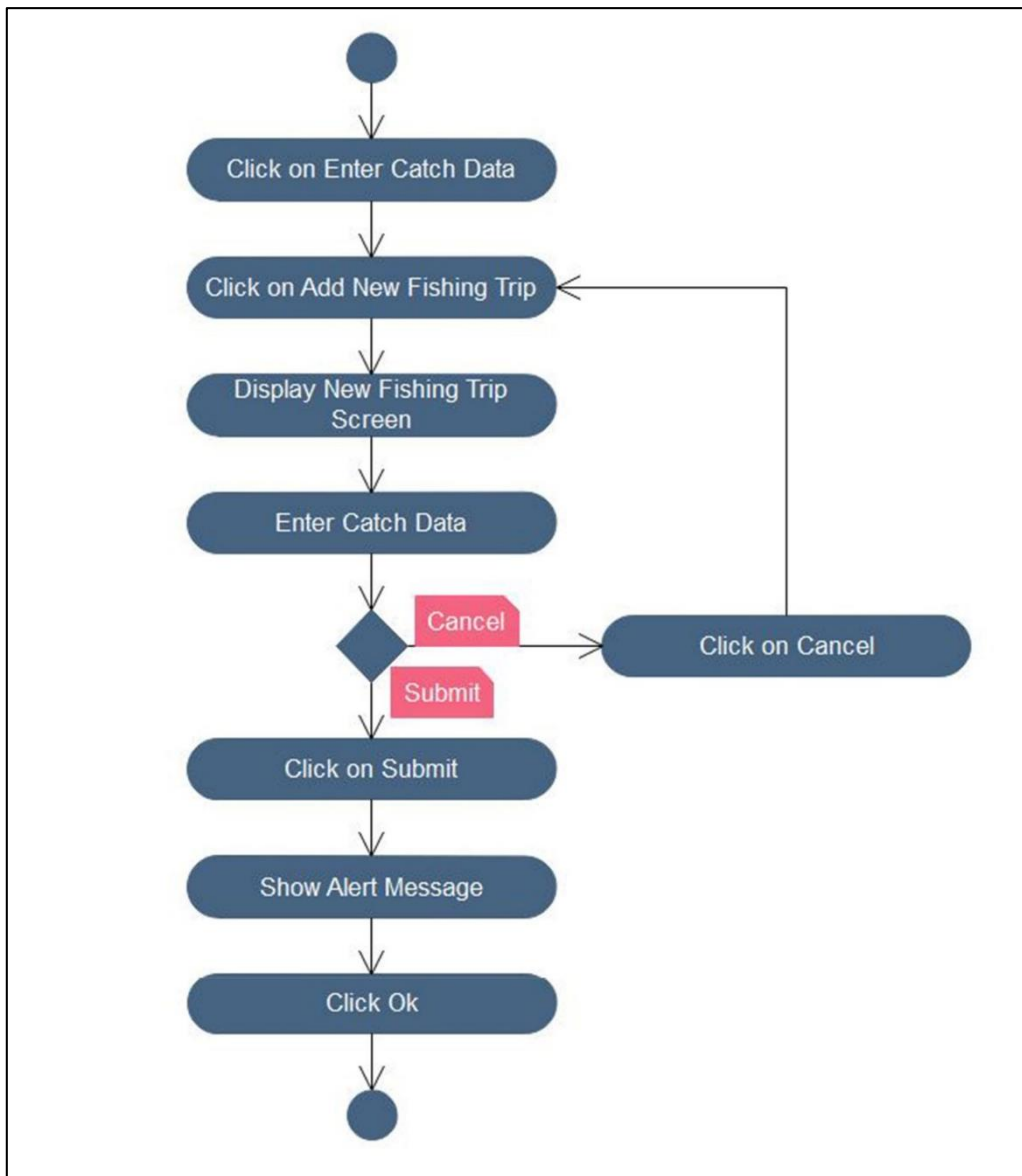 Click on Enter Catch Data
Click on Add New Fishing Trip
Display New Fishing Trip
Screen
Enter Catch Data
Cancel
Click on Cancel
Submit
Click on Submit
Show Alert Message
Click Ok